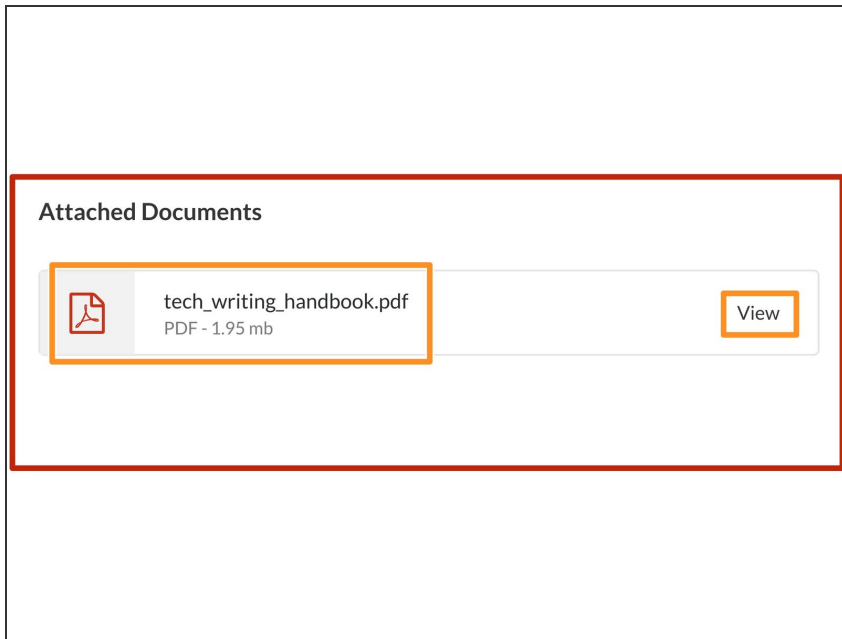 Attached Documents
tech_writing_handbook.pdf
PDF - 1.95 mb
View